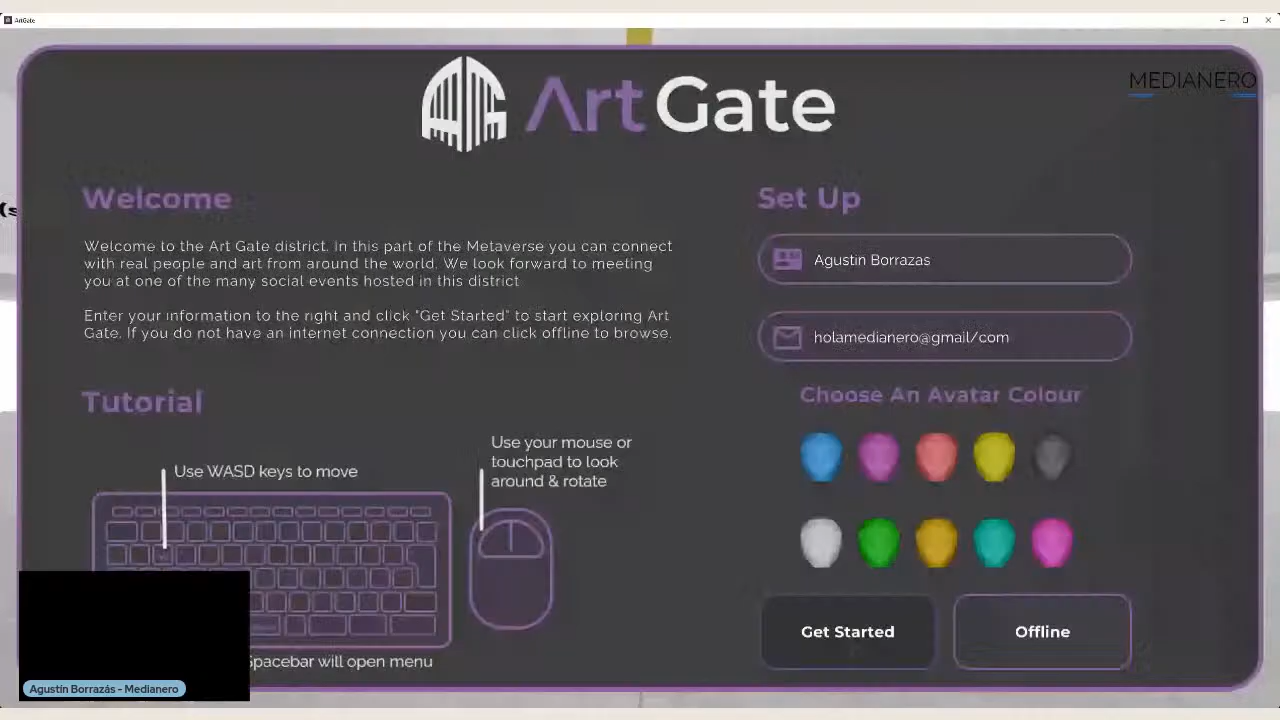 ArtGate
Art Gate
MEDIANERO
Welcome
Welcome to the Art Gate district. In this part of the Metaverse you can connect
with real people and art from around the world. We look forward to meeting
you at one of the many social events hosted in this district
Enter your information to the right and click "Get Started" to start exploring Art
Gate. If you do not have an internet connection you can click offline to browse.
Tutorial
Use WASD keys to move
Use your mouse or
touchpad to look
around & rotate
Spacebar will open menu
Set Up
Agustin Borrazas
holamedianero@gmail/com
Choose An Avatar Colour
Get Started
Offline
Agustín Borrazás - Medianero